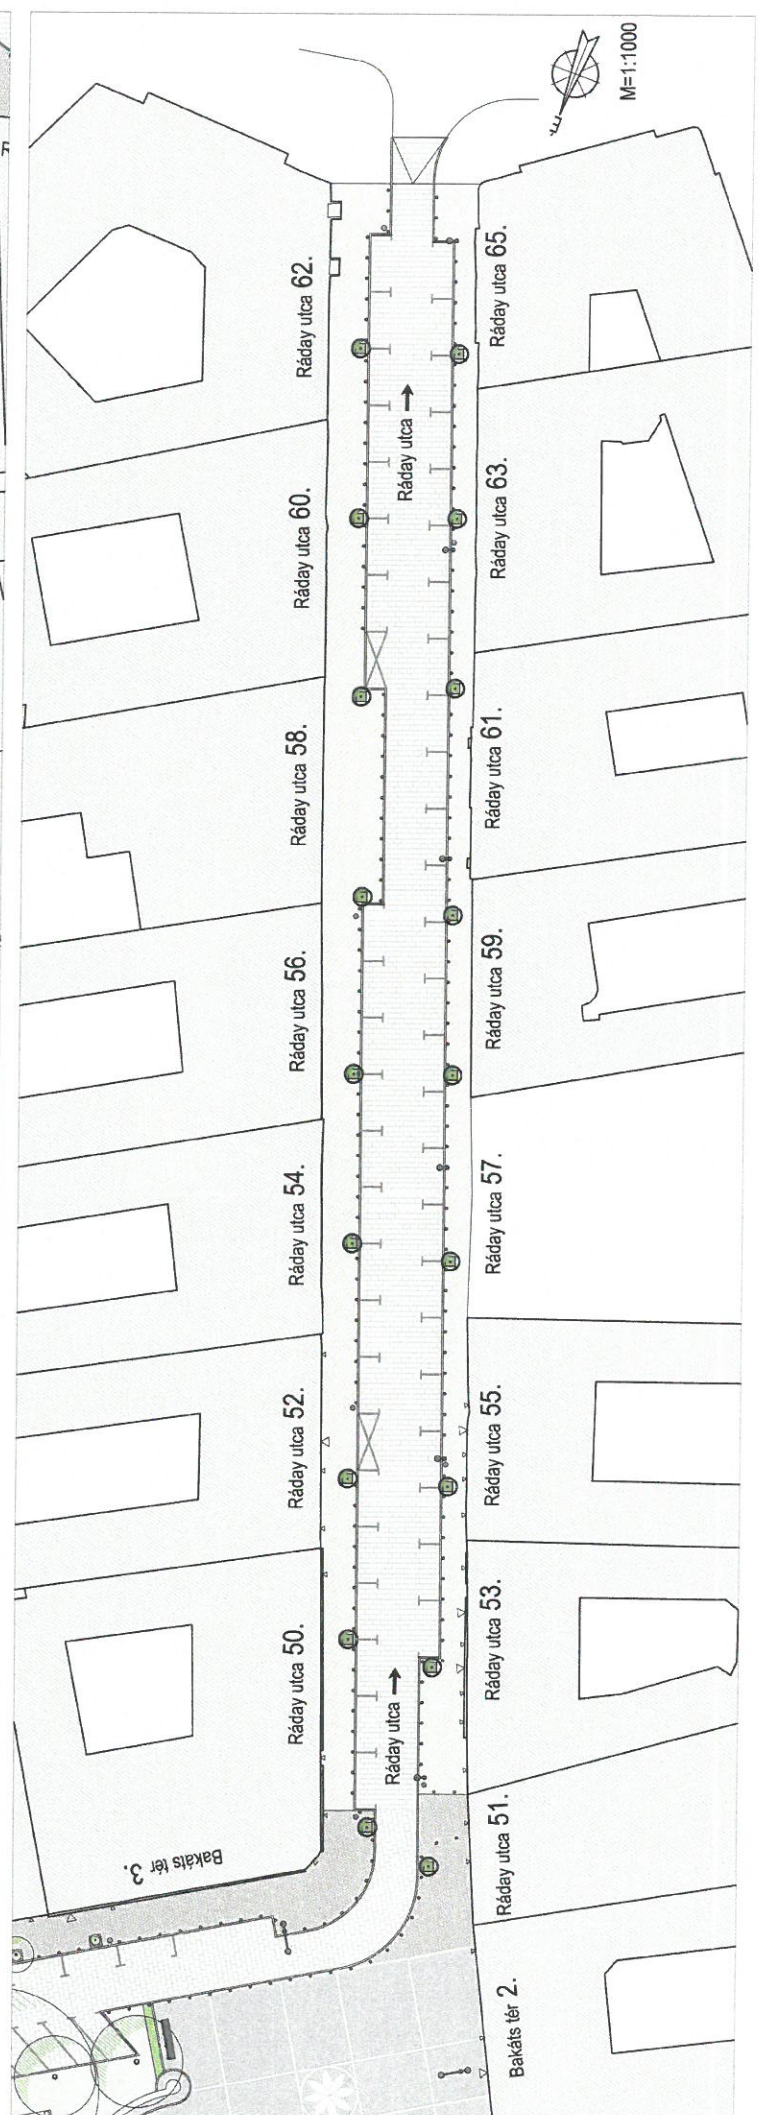 M=1:1000
Ráday utca 62.
Ráday utca 65.
Ráday utca
Ráday utca 60.
Ráday utca 63.
Ráday utca 58.
Ráday utca 61.
Ráday utca 56.
Ráday utca 59.
Ráday utca 54.
Ráday utca 57.
Ráday utca 52.
Ráday utca 55.
Ráday utca 50.
Ráday utca 53.
Ráday utca
Bakáts tér 3.
Ráday utca 51.
Bakáts tér 2.